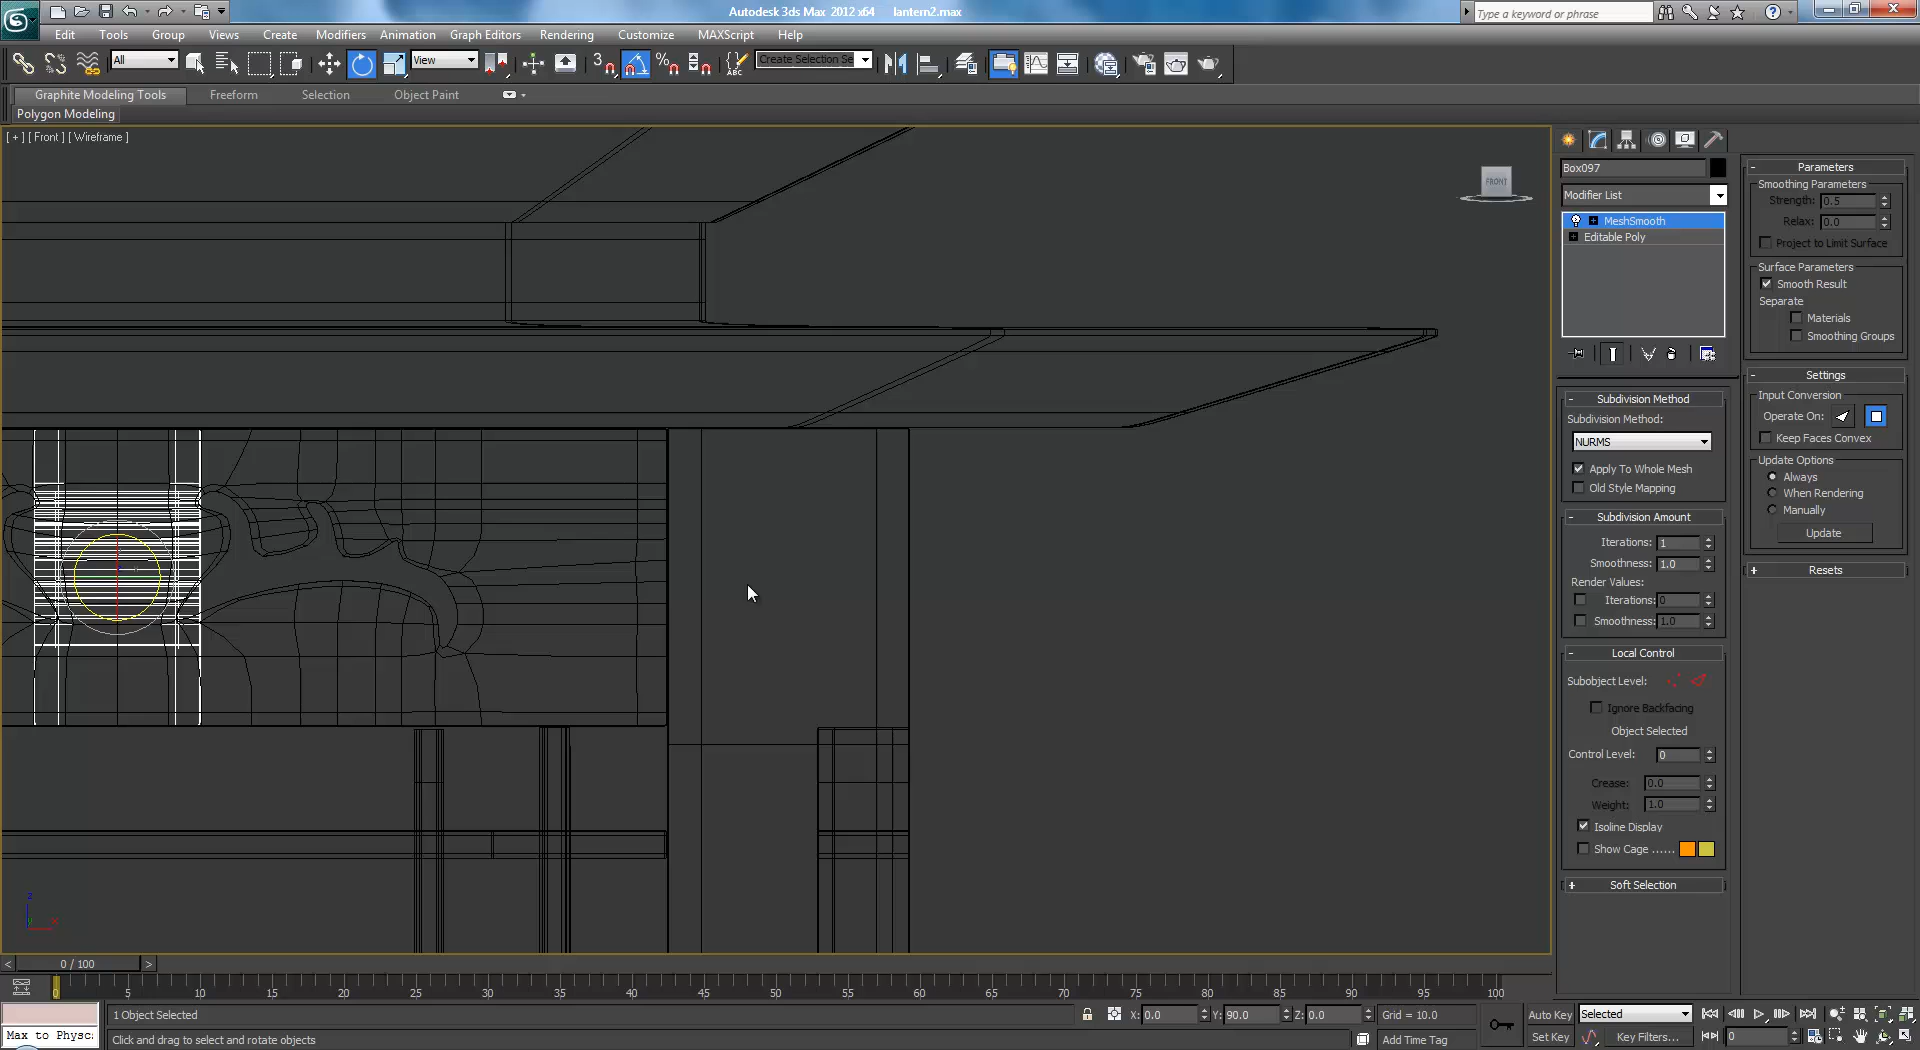 Autodesk 3ds Max 2012 x64 lantern2.max
Type a keyword or phrase
Edit Tools Group Views Create Modifiers Animation Graph Editors Rendering Customize MAXScript Help
All View Create Selection Se
Graphite Modeling Tools Freeform Selection Object Paint
Polygon Modeling
[ + ] [ Front ] [ Wireframe ]
FRONT
Box097
Modifier List
MeshSmooth
Editable Poly
Subdivision Method
Subdivision Method:
NURMS
Apply To Whole Mesh
Old Style Mapping
Subdivision Amount
Iterations: 1
Smoothness: 1.0
Render Values:
Iterations: 0
Smoothness: 1.0
Local Control
Subobject Level:
Ignore Backfacing
Object Selected
Control Level: 0
Crease: 0.0
Weight: 1.0
Isoline Display
Show Cage ......
Soft Selection
Parameters
Smoothing Parameters
Strength: 0.5
Relax: 0.0
Project to Limit Surface
Surface Parameters
Smooth Result
Separate
Materials
Smoothing Groups
Settings
Input Conversion
Operate On:
Keep Faces Convex
Update Options
Always
When Rendering
Manually
Update
Resets
z
x
0 / 100
0 5 10 15 20 25 30 35 40 45 50 55 60 65 70 75 80 85 90 95 100
1 Object Selected X: 0.0 Y: 90.0 Z: 0.0 Grid = 10.0 Auto Key Selected
Max to Physc Click and drag to select and rotate objects Add Time Tag Set Key Key Filters... 0